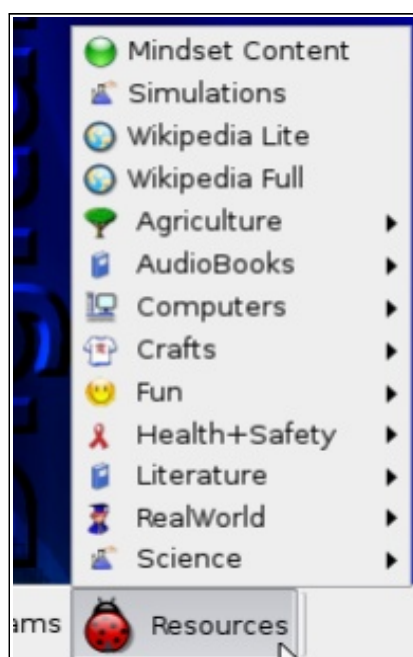 Mindset Content
Simulations
Wikipedia Lite
Wikipedia Full
Agriculture
AudioBooks
Computers
Crafts
Fun
Health+Safety
Literature
RealWorld
Science
ams
Resources